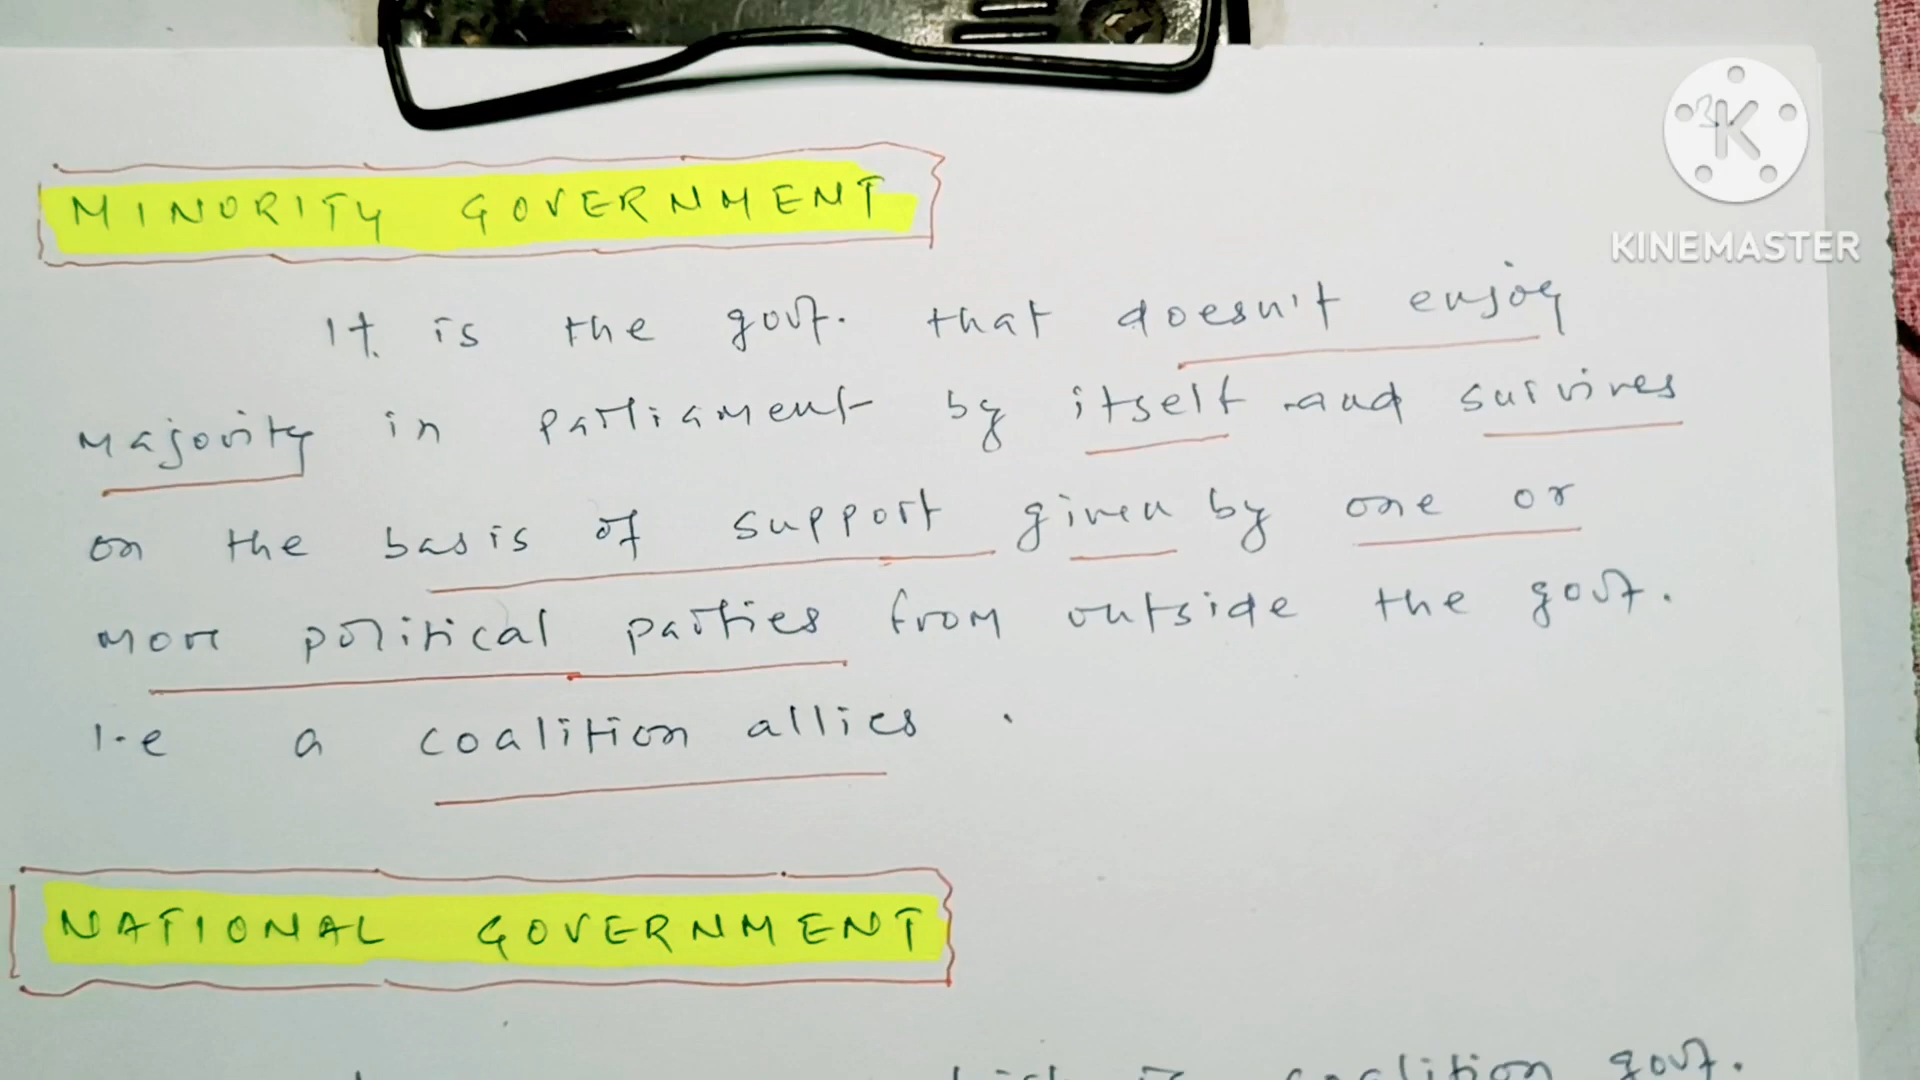 KINEMASTER
MINORITY GOVERNMENT
It is the govt. that doesn't enjoy
majority in parliament by itself and survives
on the basis of support given by one or
more political parties from outside the govt.
I.e a coalition allies .
NATIONAL GOVERNMENT
coalition govt.